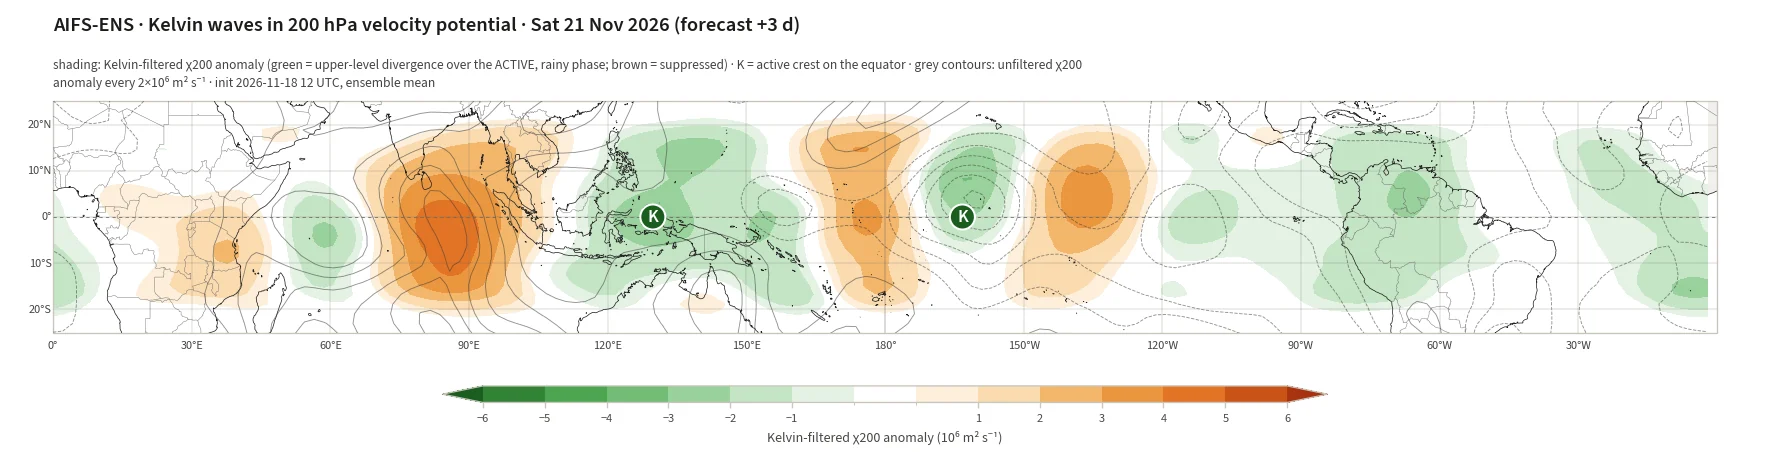 AIFS-ENS · Kelvin waves in 200 hPa velocity potential · Sat 21 Nov 2026 (forecast +3 d)
shading: Kelvin-filtered χ200 anomaly (green = upper-level divergence over the ACTIVE, rainy phase; brown = suppressed) · K = active crest on the equator · grey contours: unfiltered χ200
anomaly every 2×10⁶ m² s⁻¹ · init 2026-11-18 12 UTC, ensemble mean
20°N
10°N
0°
10°S
20°S
K
K
0° 30°E 60°E 90°E 120°E 150°E 180° 150°W 120°W 90°W 60°W 30°W
−6 −5 −4 −3 −2 −1 1 2 3 4 5 6
Kelvin-filtered χ200 anomaly (10⁶ m² s⁻¹)